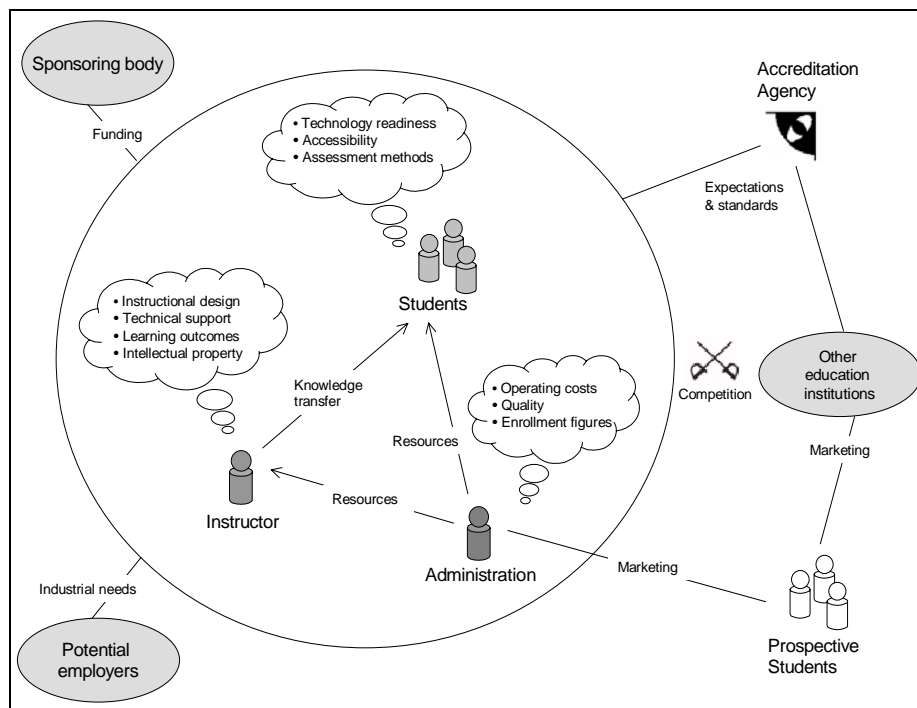 Sponsoring body
Funding
• Technology readiness
• Accessibility
• Assessment methods
Accreditation
Agency
Expectations
& standards
Students
• Instructional design
• Technical support
• Learning outcomes
• Intellectual property
Knowledge
transfer
• Operating costs
• Quality
• Enrollment figures
Competition
Other
education
institutions
Resources
Marketing
Resources
Instructor
Administration
Marketing
Industrial needs
Potential
employers
Prospective
Students